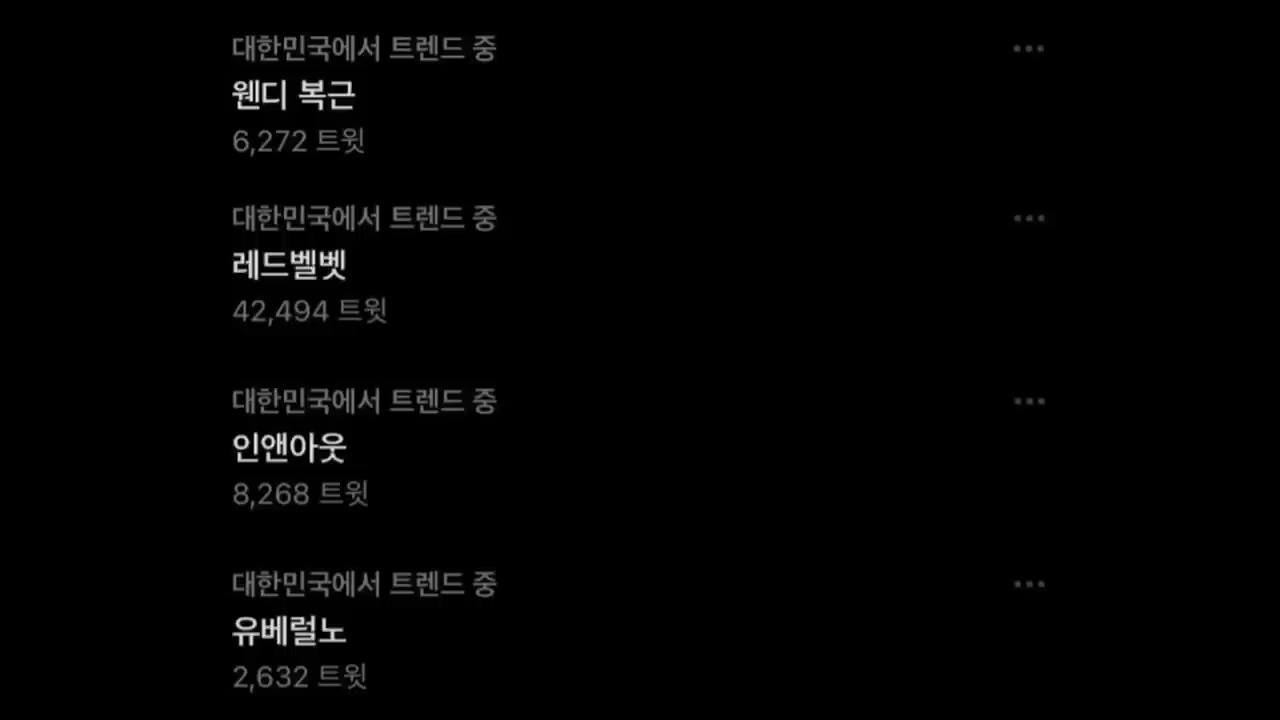 대한민국에서 트렌드 중
웬디 복근
6,272 트윗
대한민국에서 트렌드 중
레드벨벳
42,494 트윗
대한민국에서 트렌드 중
인앤아웃
8,268 트윗
대한민국에서 트렌드 중
유베럴노
2,632 트윗